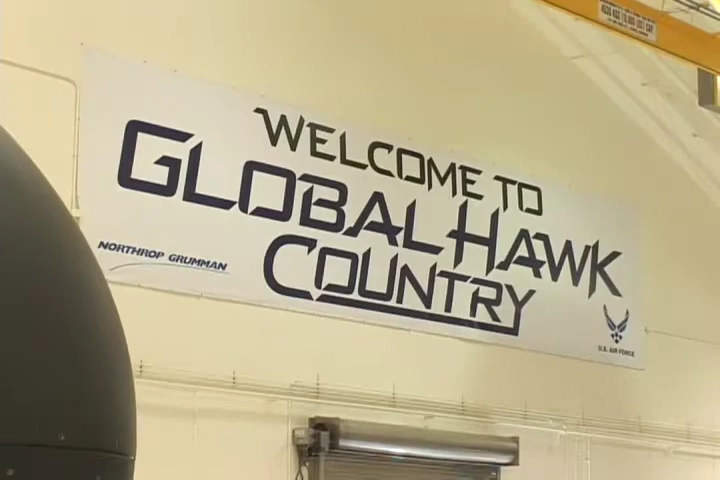 WELCOME TO
GLOBAL HAWK
COUNTRY
NORTHROP GRUMMAN
U.S. AIR FORCE